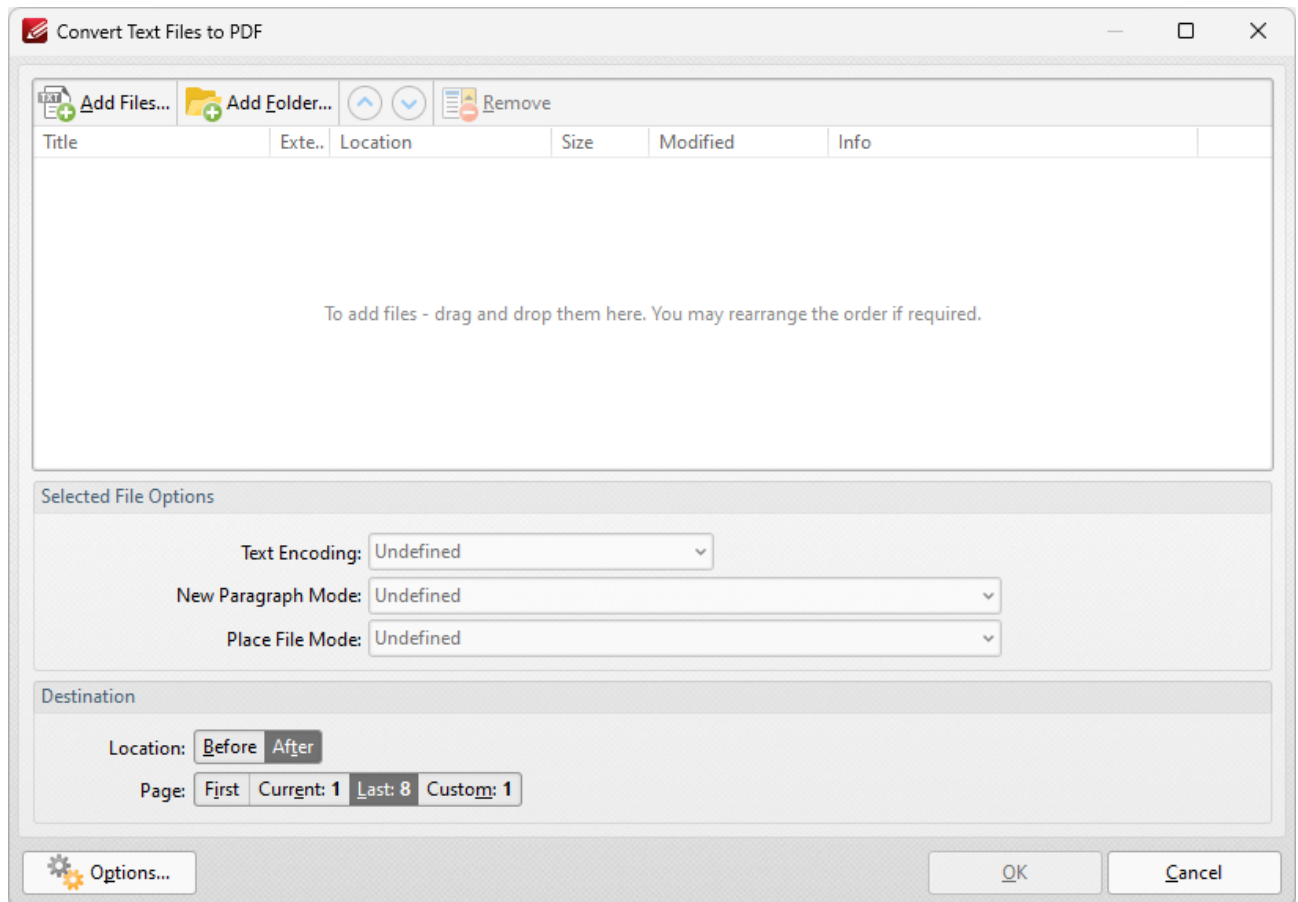 Convert Text Files to PDF
TXT Add Files... Add Folder... Remove
Title Exte.. Location Size Modified Info
To add files - drag and drop them here. You may rearrange the order if required.
Selected File Options
Text Encoding: Undefined
New Paragraph Mode: Undefined
Place File Mode: Undefined
Destination
Location: Before After
Page: First Current: 1 Last: 8 Custom: 1
Options... OK Cancel